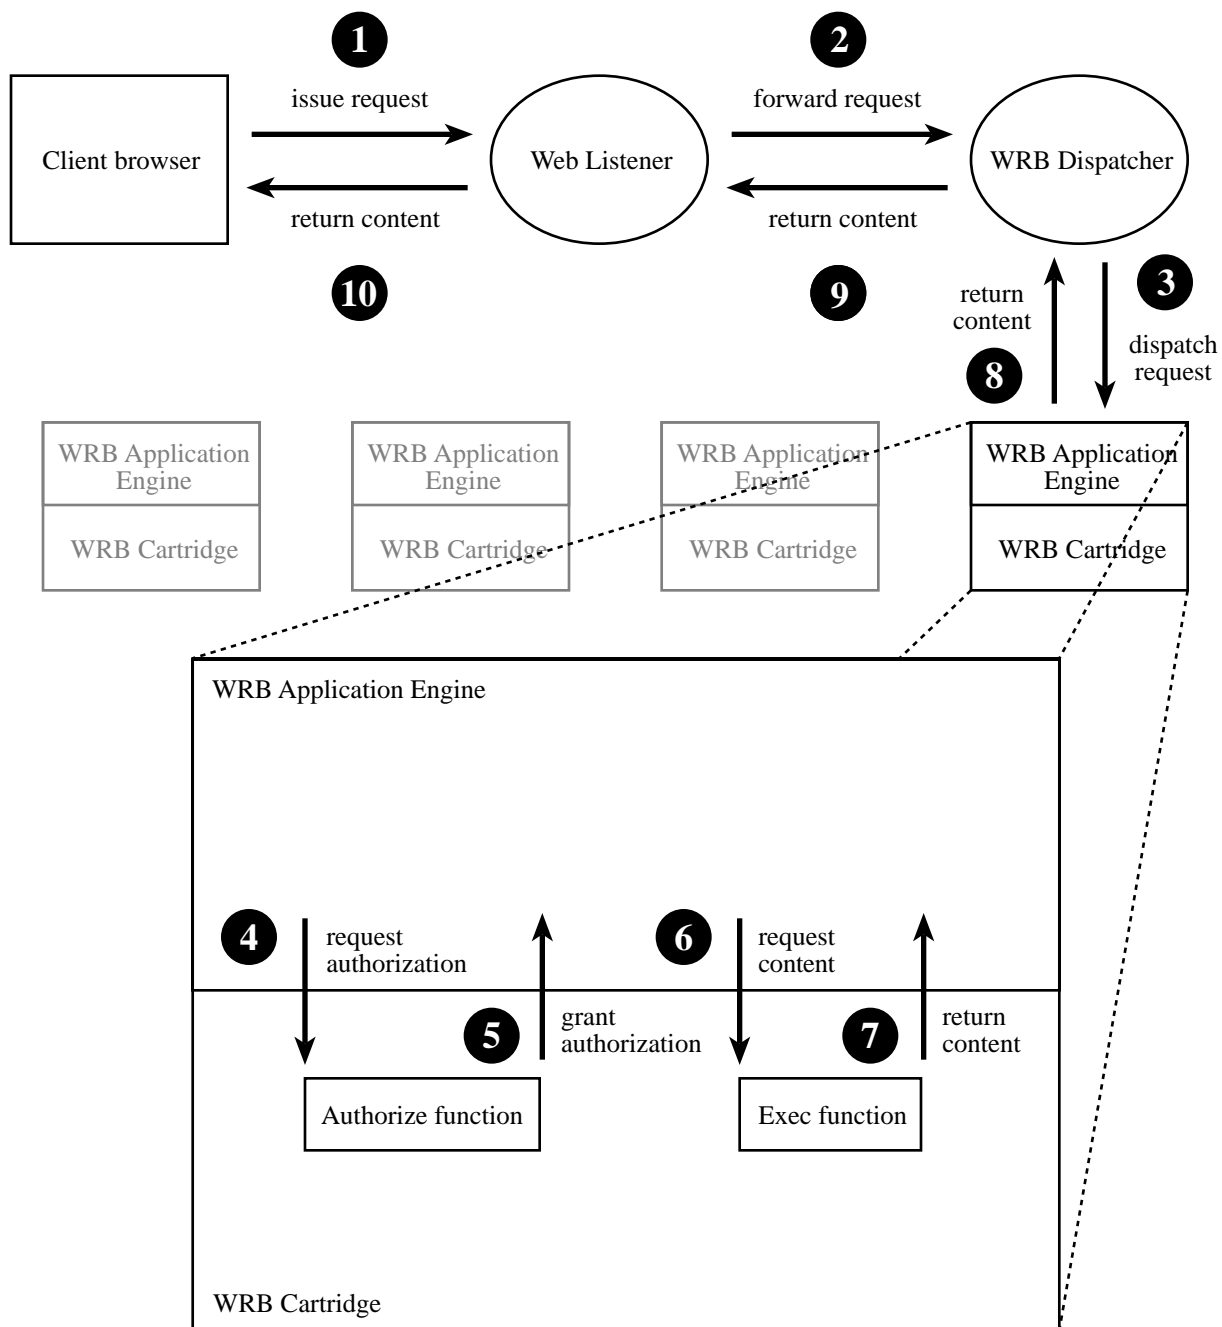 1
2
issue request
forward request
Client browser
Web Listener
WRB Dispatcher
return content
return content
10
9
3
return
content
dispatch
request
8
WRB Application
Engine
WRB Cartridge
WRB Application
Engine
WRB Cartridge
WRB Application
Engine
WRB Cartridge
WRB Application
Engine
WRB Cartridge
WRB Application Engine
4
request
authorization
6
request
content
5
grant
authorization
7
return
content
Authorize function
Exec function
WRB Cartridge